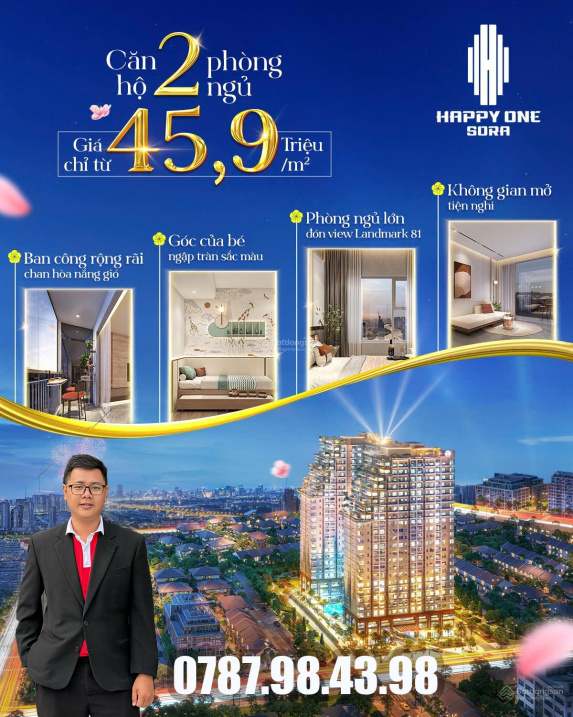 Căn 2 phòng
hộ ngủ
HAPPY ONE
SORA
Giá 45,9 Triệu
chỉ từ /m²
Không gian mở
tiện nghi
Phòng ngủ lớn
đón view Landmark 81
Góc của bé
ngập tràn sắc màu
Ban công rộng rãi
chan hòa nắng gió
0787.98.43.98
batdongsan